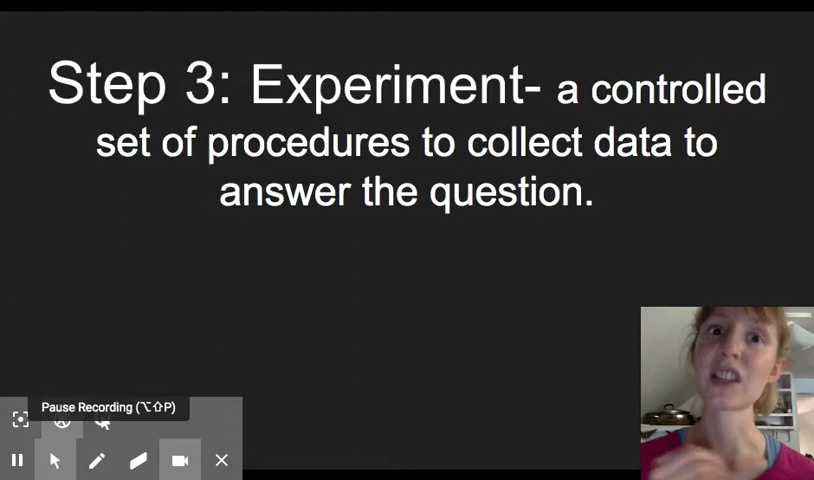 Step 3: Experiment- a controlled
set of procedures to collect data to
answer the question.
Pause Recording (⌥⇧P)